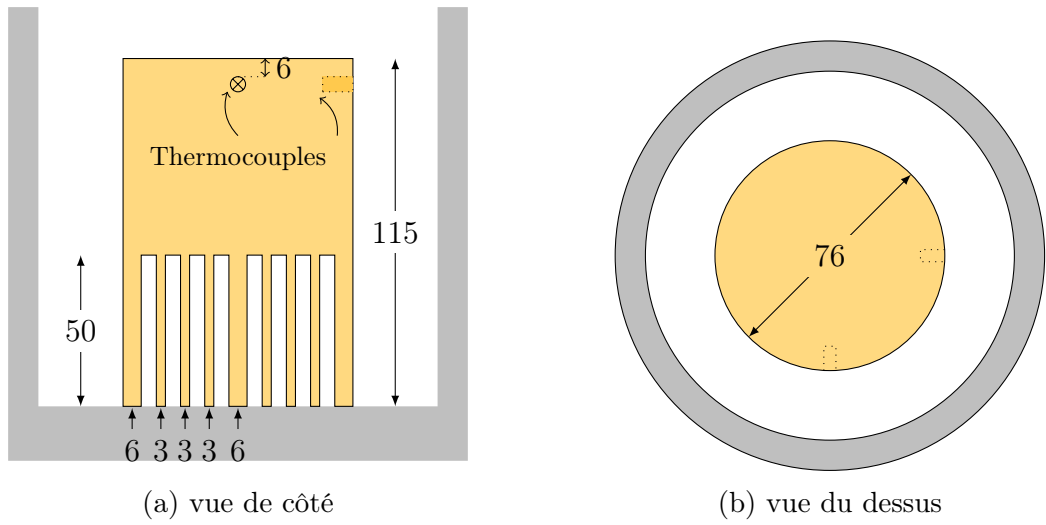 6
Thermocouples
115
50
6 3 3 3 6
(a) vue de côté
76
(b) vue du dessus